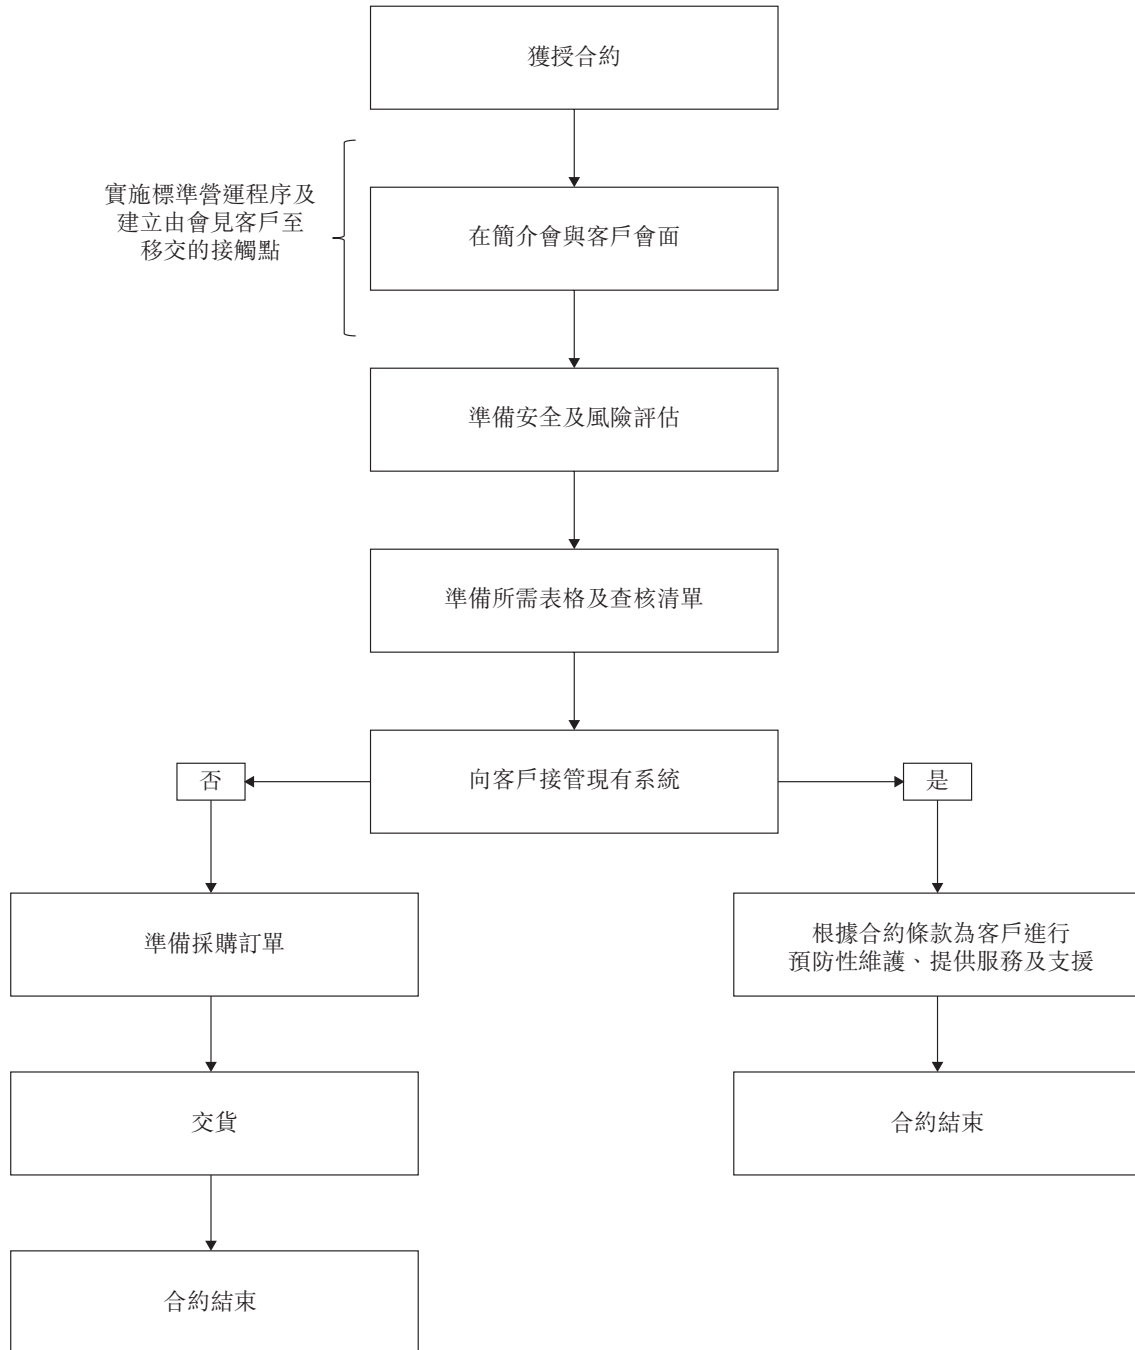 獲授合約
實施標準營運程序及
建立由會見客戶至
移交的接觸點
在簡介會與客戶會面
準備安全及風險評估
準備所需表格及查核清單
否
向客戶接管現有系統
是
準備採購訂單
根據合約條款為客戶進行
預防性維護、提供服務及支援
交貨
合約結束
合約結束